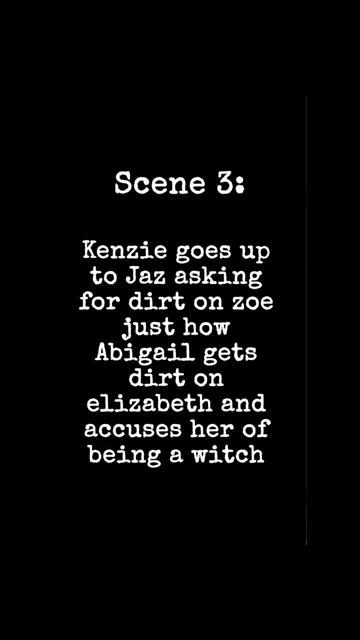 Scene 3:
Kenzie goes up
to Jaz asking
for dirt on zoe
just how
Abigail gets
dirt on
elizabeth and
accuses her of
being a witch